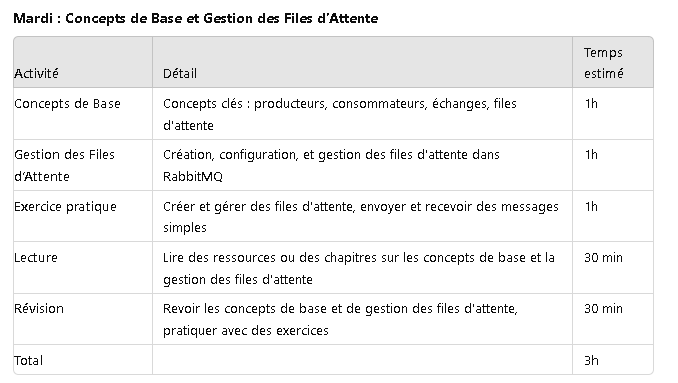 Mardi : Concepts de Base et Gestion des Files d'Attente
Temps
Activité Détail estimé
Concepts de Base Concepts clés : producteurs, consommateurs, échanges, files 1h
d'attente
Gestion des Files Création, configuration, et gestion des files d'attente dans 1h
d'Attente RabbitMQ
Exercice pratique Créer et gérer des files d'attente, envoyer et recevoir des messages 1h
simples
Lecture Lire des ressources ou des chapitres sur les concepts de base et la 30 min
gestion des files d'attente
Révision Revoir les concepts de base et de gestion des files d'attente, 30 min
pratiquer avec des exercices
Total 3h